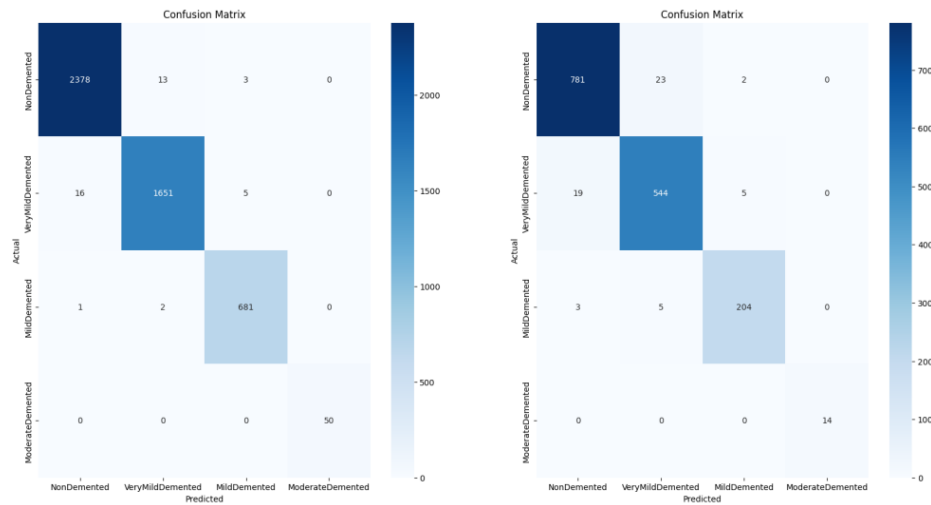 Confusion Matrix
NonDemented
VeryMildDemented
MildDemented
ModerateDemented
Actual
2378 13 3 0
16 1651 5 0
1 2 681 0
0 0 0 50
NonDemented VeryMildDemented MildDemented ModerateDemented
Predicted
2000
1500
1000
500
0
Confusion Matrix
NonDemented
VeryMildDemented
MildDemented
ModerateDemented
Actual
781 23 2 0
19 544 5 0
3 5 204 0
0 0 0 14
NonDemented VeryMildDemented MildDemented ModerateDemented
Predicted
700
600
500
400
300
200
100
0